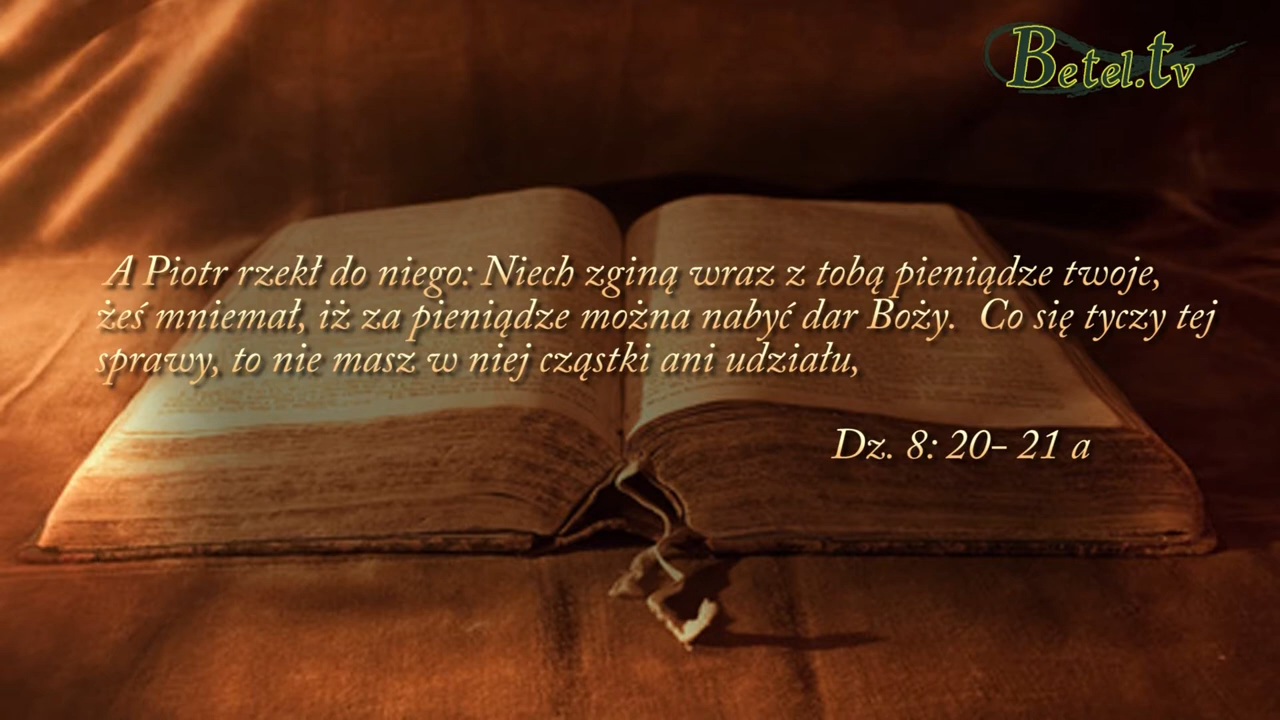 Betel.tv
A Piotr rzekł do niego: Niech zginą wraz z tobą pieniądze twoje,
żeś mniemał, iż za pieniądze można nabyć dar Boży.  Co się tyczy tej
sprawy, to nie masz w niej cząstki ani udziału,
Dz. 8: 20- 21 a